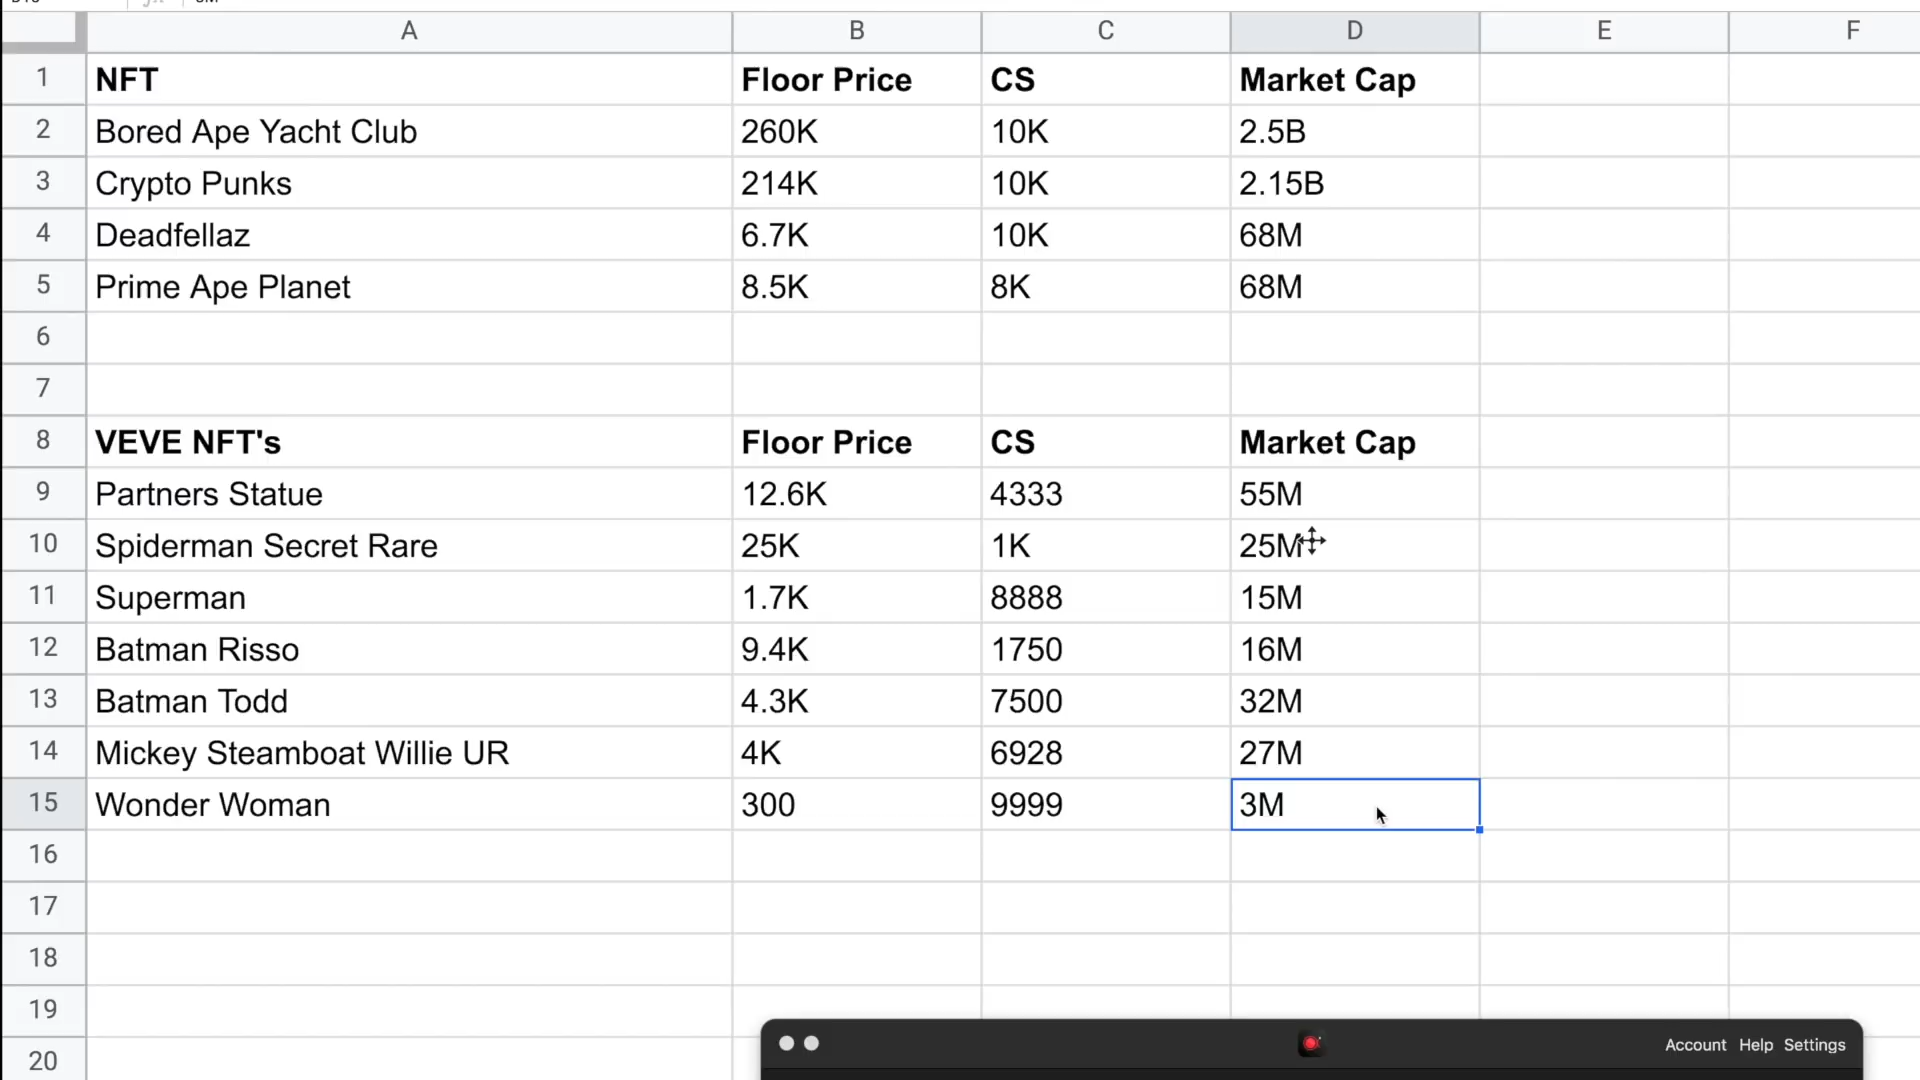 A B C D E F
1 NFT Floor Price CS Market Cap
2 Bored Ape Yacht Club 260K 10K 2.5B
3 Crypto Punks 214K 10K 2.15B
4 Deadfellaz 6.7K 10K 68M
5 Prime Ape Planet 8.5K 8K 68M
6
7
8 VEVE NFT's Floor Price CS Market Cap
9 Partners Statue 12.6K 4333 55M
10 Spiderman Secret Rare 25K 1K 25M
11 Superman 1.7K 8888 15M
12 Batman Risso 9.4K 1750 16M
13 Batman Todd 4.3K 7500 32M
14 Mickey Steamboat Willie UR 4K 6928 27M
15 Wonder Woman 300 9999 3M
16
17
18
19
20
Account Help Settings